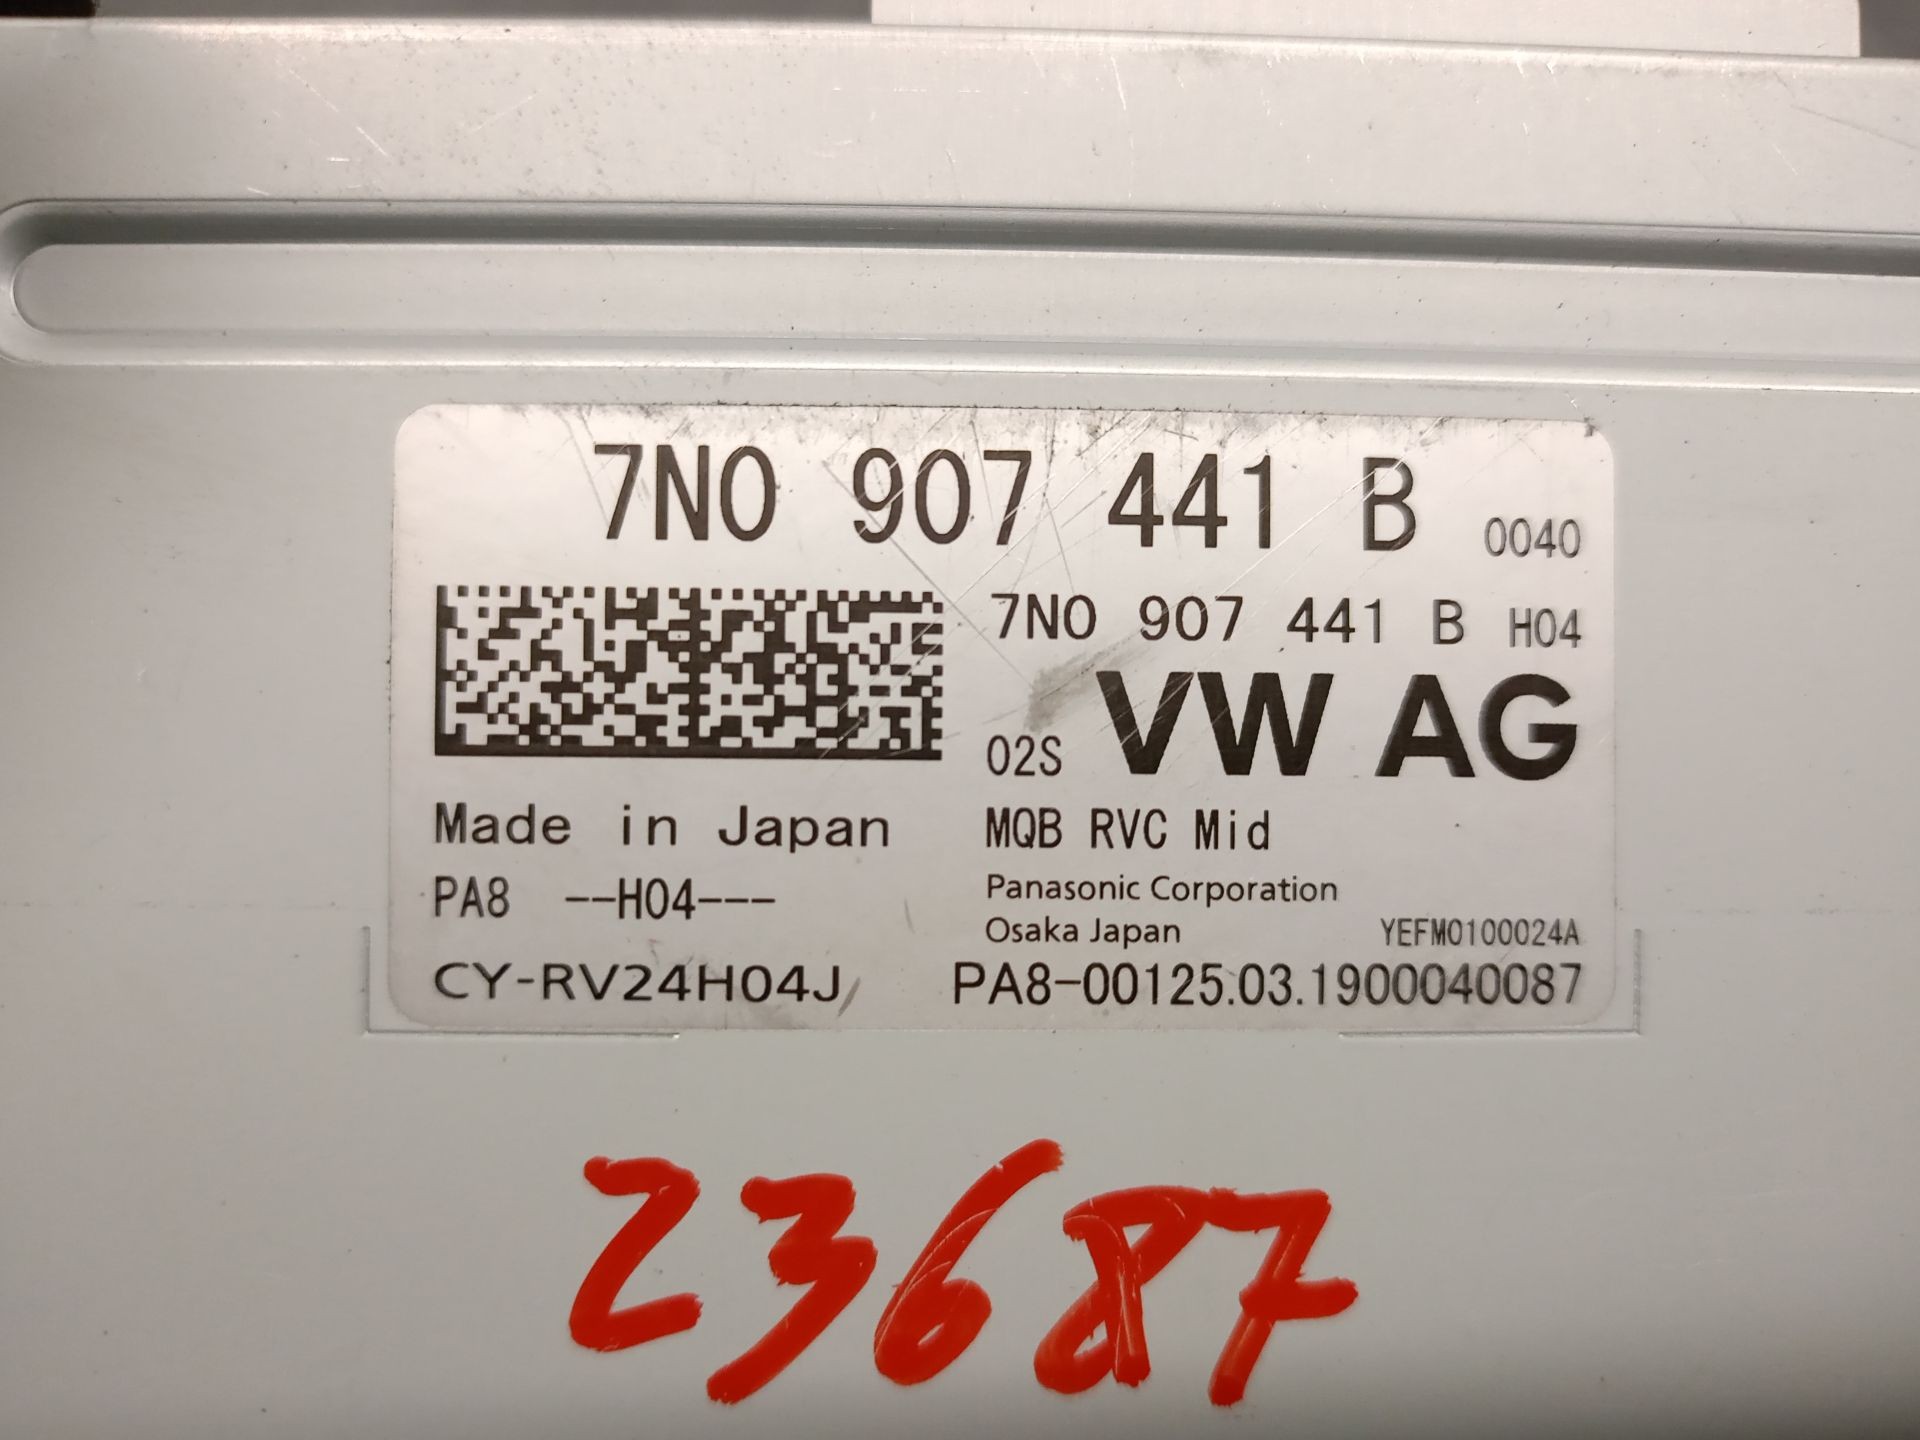 7N0 907 441 B 0040
7N0 907 441 B H04
02S VW AG
Made in Japan MQB RVC Mid
PA8 --H04--- Panasonic Corporation
Osaka Japan YEFM0100024A
CY-RV24H04J PA8-00125.03.1900040087
23687